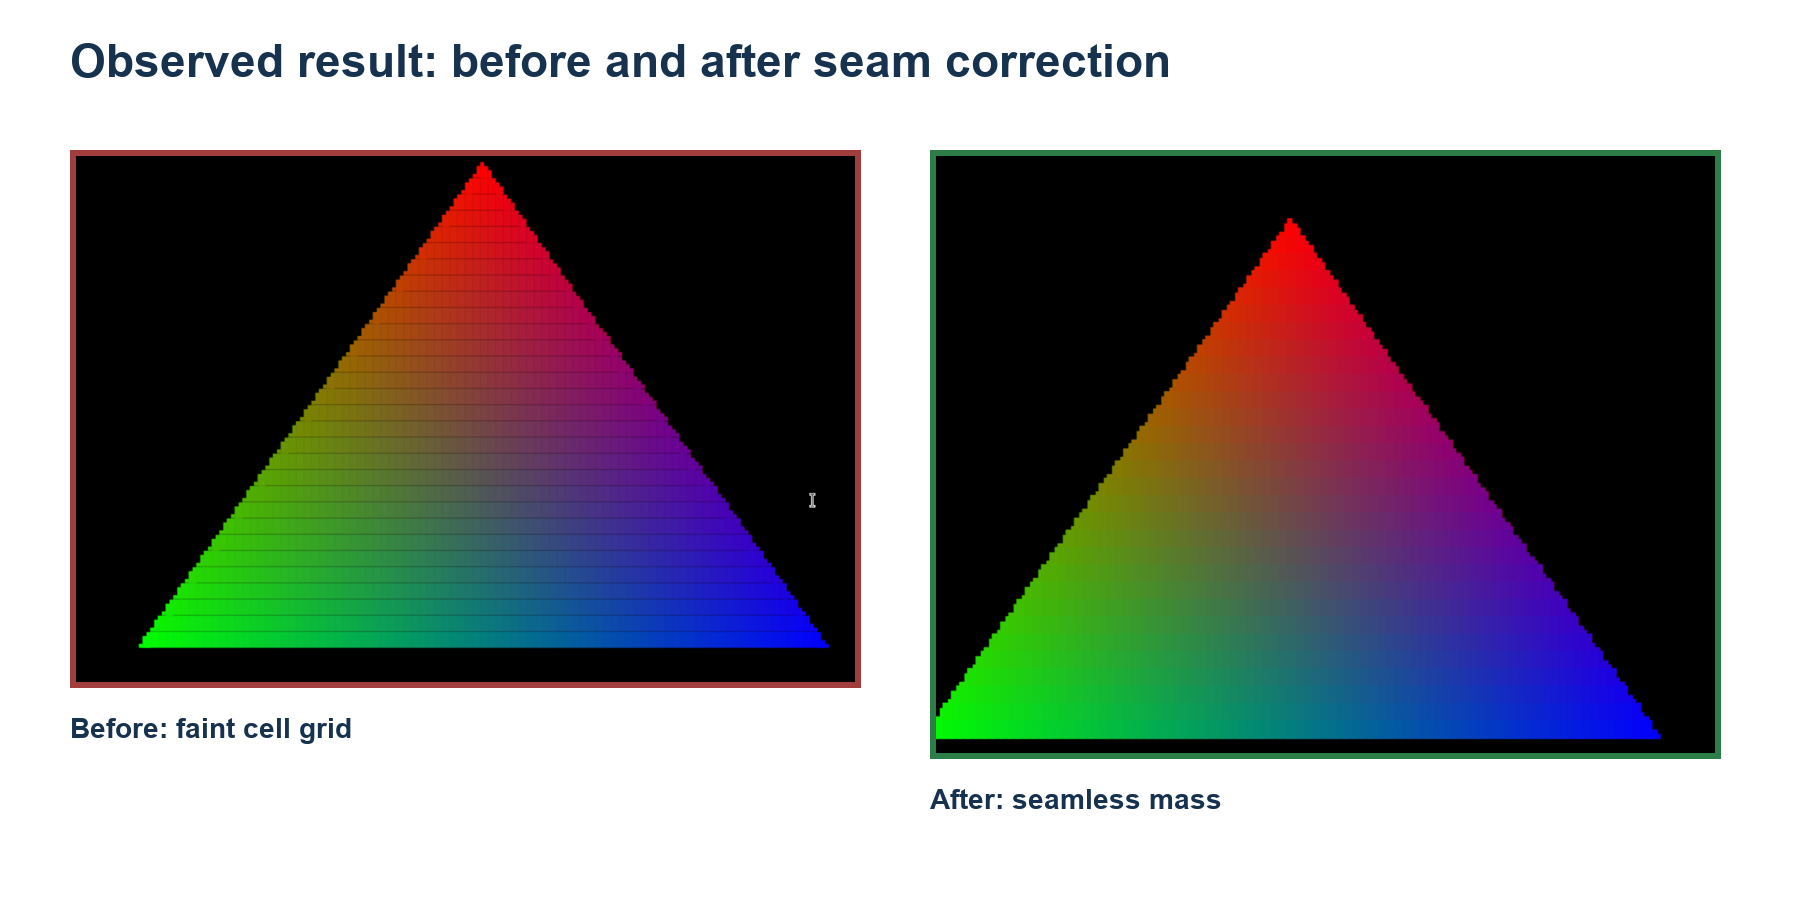 Observed result: before and after seam correction
Before: faint cell grid
After: seamless mass